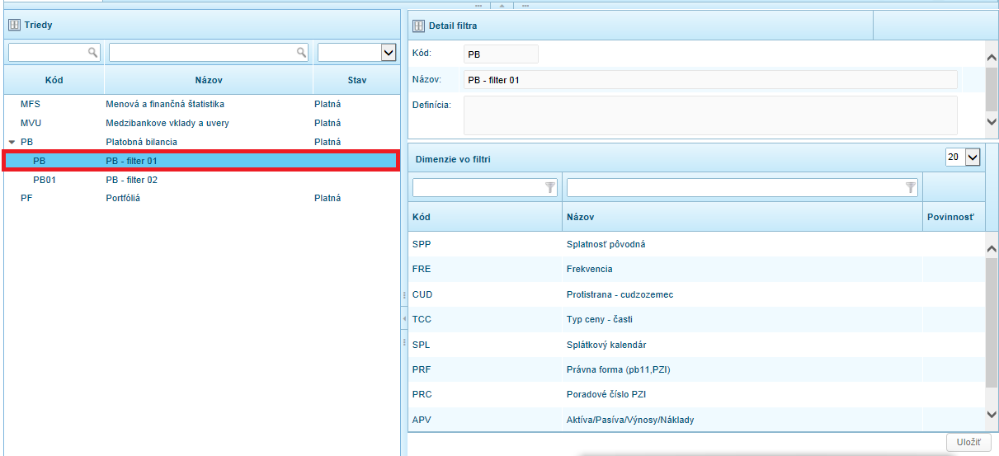 Triedy
Kód Názov Stav
MFS Menová a finančná štatistika Platná
MVU Medzibankove vklady a uvery Platná
PB Platobná bilancia Platná
PB PB - filter 01
PB01 PB - filter 02
PF Portfóliá Platná
Detail filtra
Kód: PB
Názov: PB - filter 01
Definícia:
Dimenzie vo filtri 20
Kód Názov Povinnosť
SPP Splatnosť pôvodná
FRE Frekvencia
CUD Protistrana - cudzozemec
TCC Typ ceny - časti
SPL Splátkový kalendár
PRF Právna forma (pb11,PZI)
PRC Poradové číslo PZI
APV Aktíva/Pasíva/Výnosy/Náklady
Uložiť